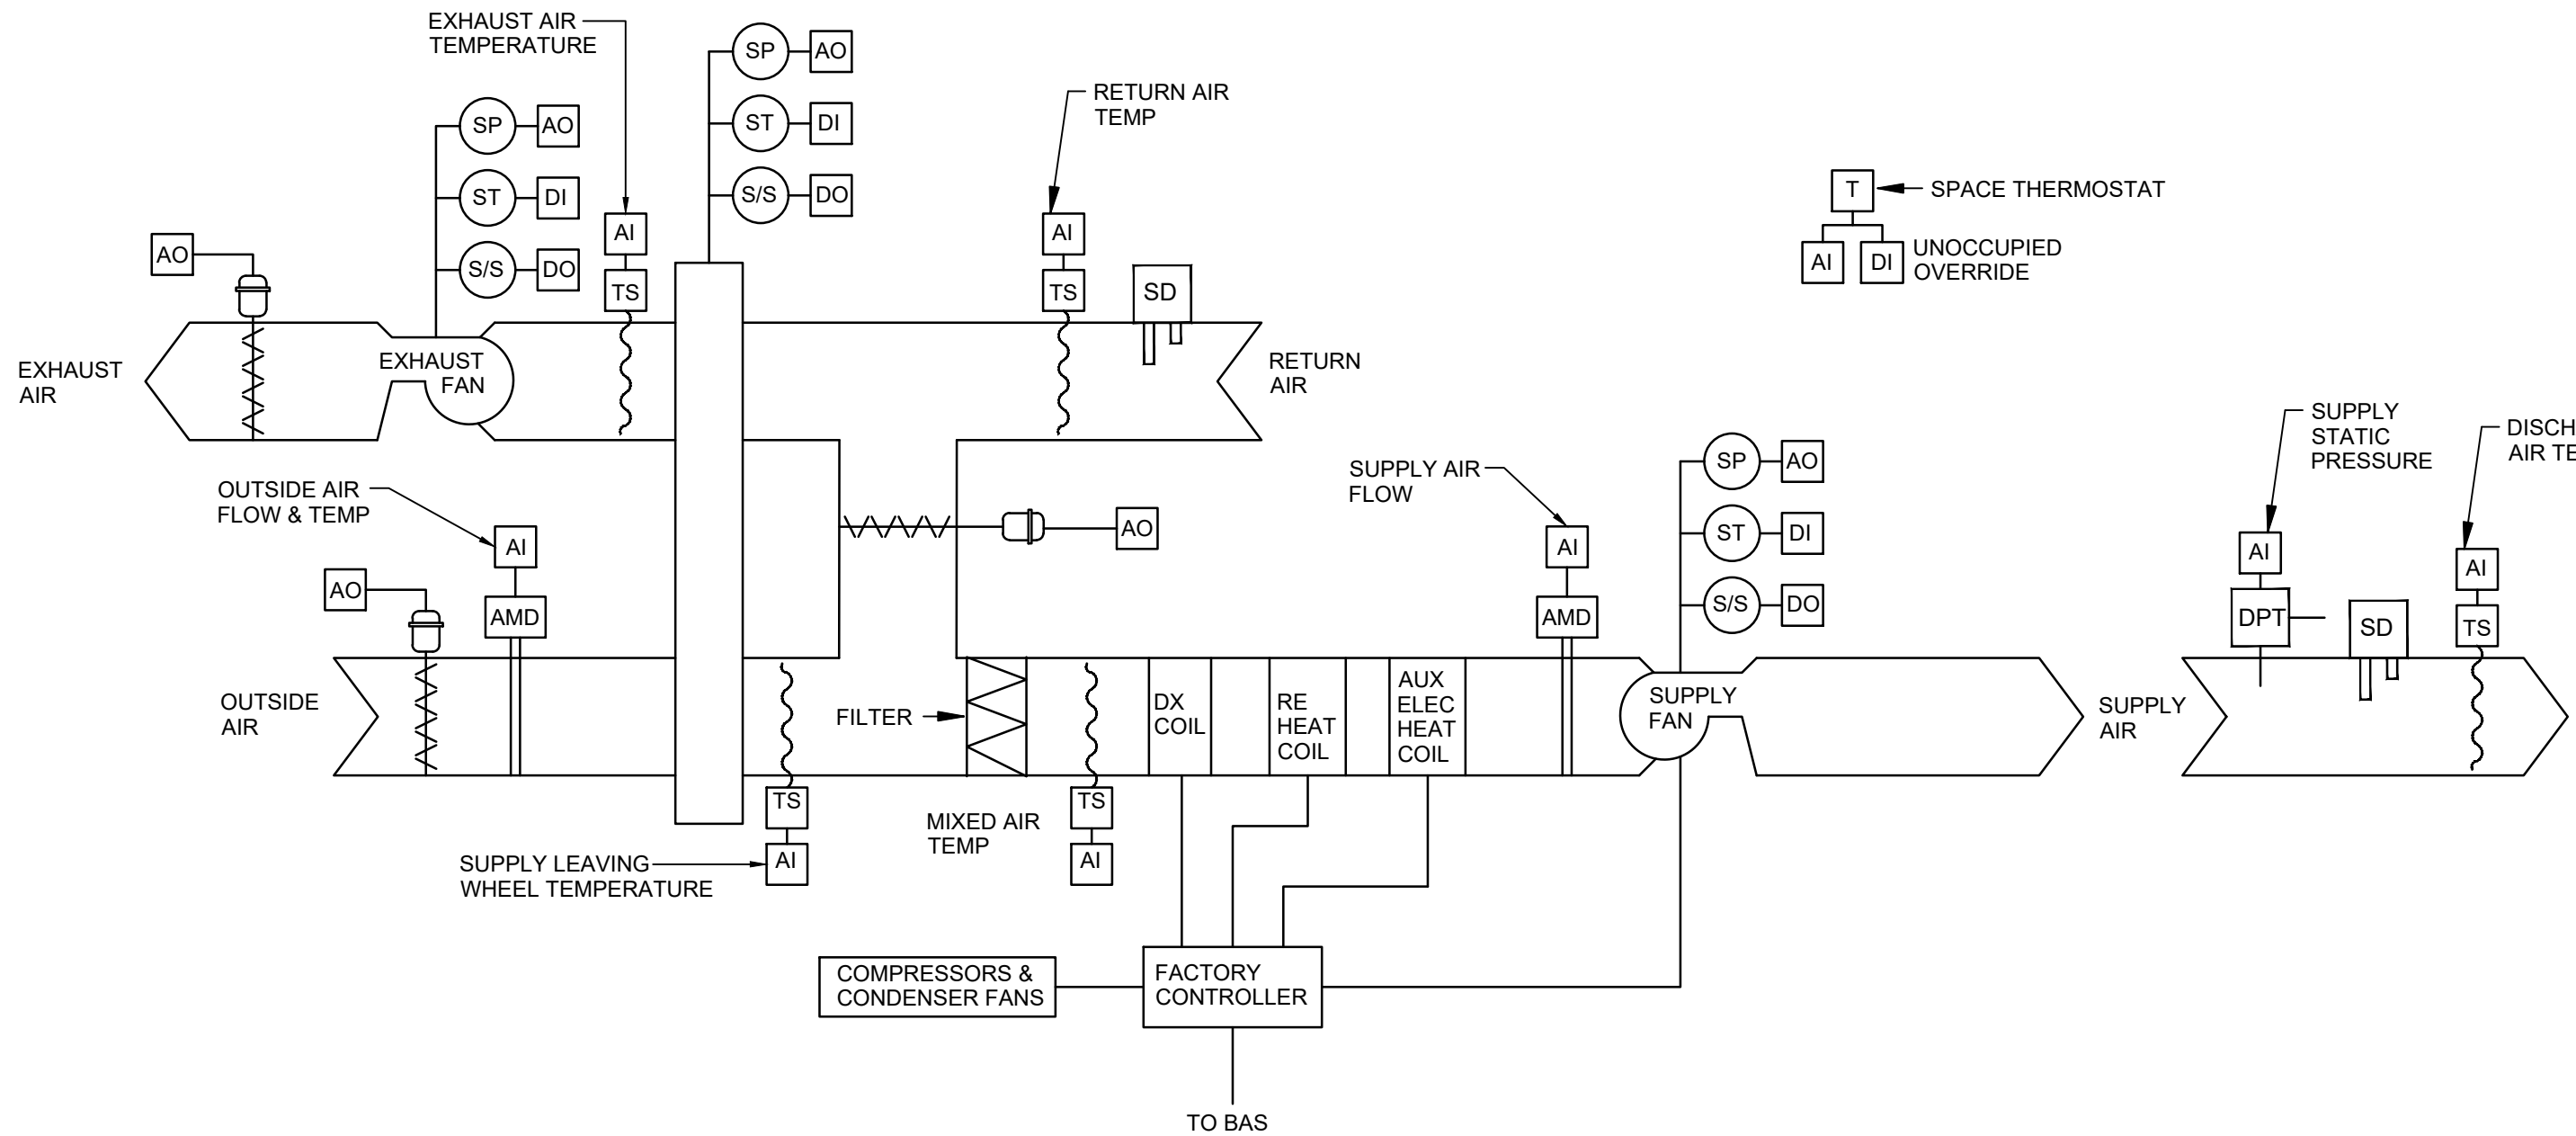 EXHAUST AIR
TEMPERATURE
SP
AO
ST
DI
S/S
DO
SP
AO
ST
DI
S/S
DO
AO
AI
TS
RETURN AIR
TEMP
AI
TS
SD
T
SPACE THERMOSTAT
AI
DI
UNOCCUPIED
OVERRIDE
EXHAUST
AIR
EXHAUST
FAN
RETURN
AIR
OUTSIDE AIR
FLOW & TEMP
AI
AMD
AO
AO
SUPPLY AIR
FLOW
AI
AMD
SP
AO
ST
DI
S/S
DO
SUPPLY
STATIC
PRESSURE
AI
DPT
SD
DISCH
AIR TE
AI
TS
OUTSIDE
AIR
FILTER
DX
COIL
RE
HEAT
COIL
AUX
ELEC
HEAT
COIL
SUPPLY
FAN
SUPPLY
AIR
TS
AI
SUPPLY LEAVING
WHEEL TEMPERATURE
MIXED AIR
TEMP
TS
AI
COMPRESSORS &
CONDENSER FANS
FACTORY
CONTROLLER
TO BAS